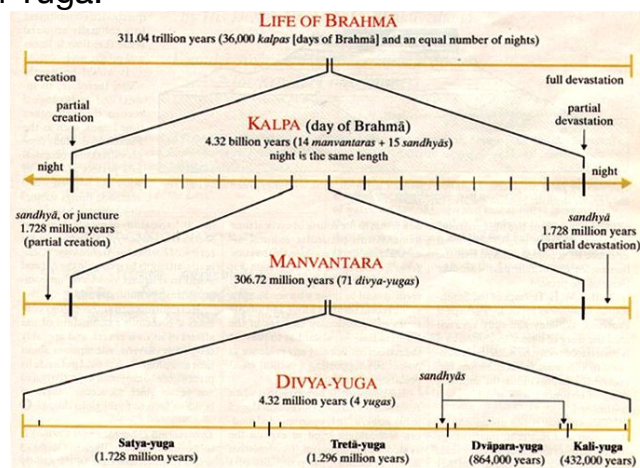 Yuga.
LIFE OF BRAHMĀ
311.04 trillion years (36,000 kalpas [days of Brahmā] and an equal number of nights)
creation
full devastation
partial
creation
partial
devastation
KALPA (day of Brahmā)
4.32 billion years (14 manvantaras + 15 sandhyās)
night is the same length
night
night
sandhyā, or juncture
1.728 million years
(partial creation)
sandhyā
1.728 million years
(partial devastation)
MANVANTARA
306.72 million years (71 divya-yugas)
DIVYA-YUGA
4.32 million years (4 yugas)
sandhyās
Satya-yuga
(1.728 million years)
Tretā-yuga
(1.296 million years)
Dvāpara-yuga
(864,000 years)
Kali-yuga
(432,000 years)